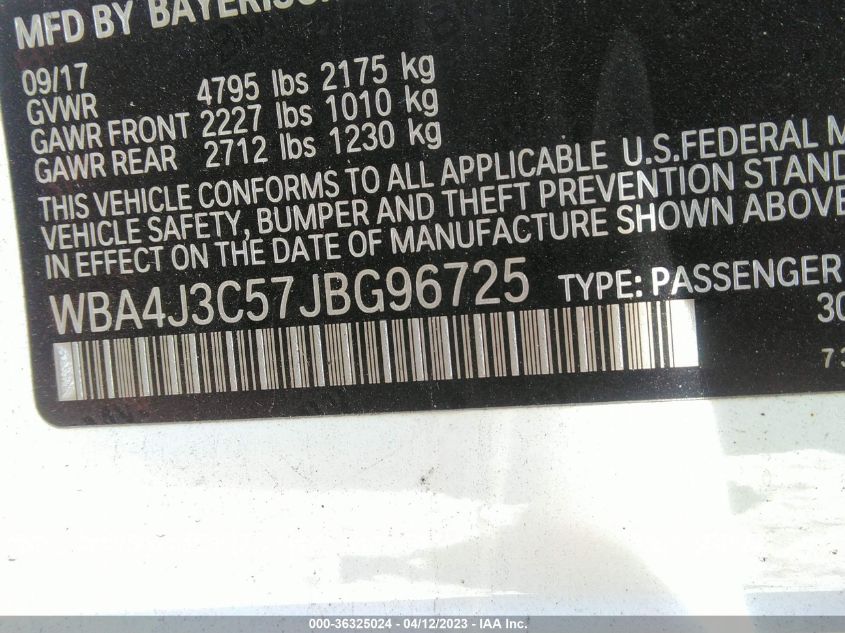 MFD BY
09/17
GVWR 4795 lbs 2175 kg
GAWR FRONT 2227 lbs 1010 kg
GAWR REAR 2712 lbs 1230 kg
THIS VEHICLE CONFORMS TO ALL APPLICABLE U.S.FEDERAL M
VEHICLE SAFETY, BUMPER AND THEFT PREVENTION STAND
IN EFFECT ON THE DATE OF MANUFACTURE SHOWN ABOVE
WBA4J3C57JBG96725 TYPE: PASSENGER
30
73
000-36325024 - 04/12/2023 - IAA Inc.